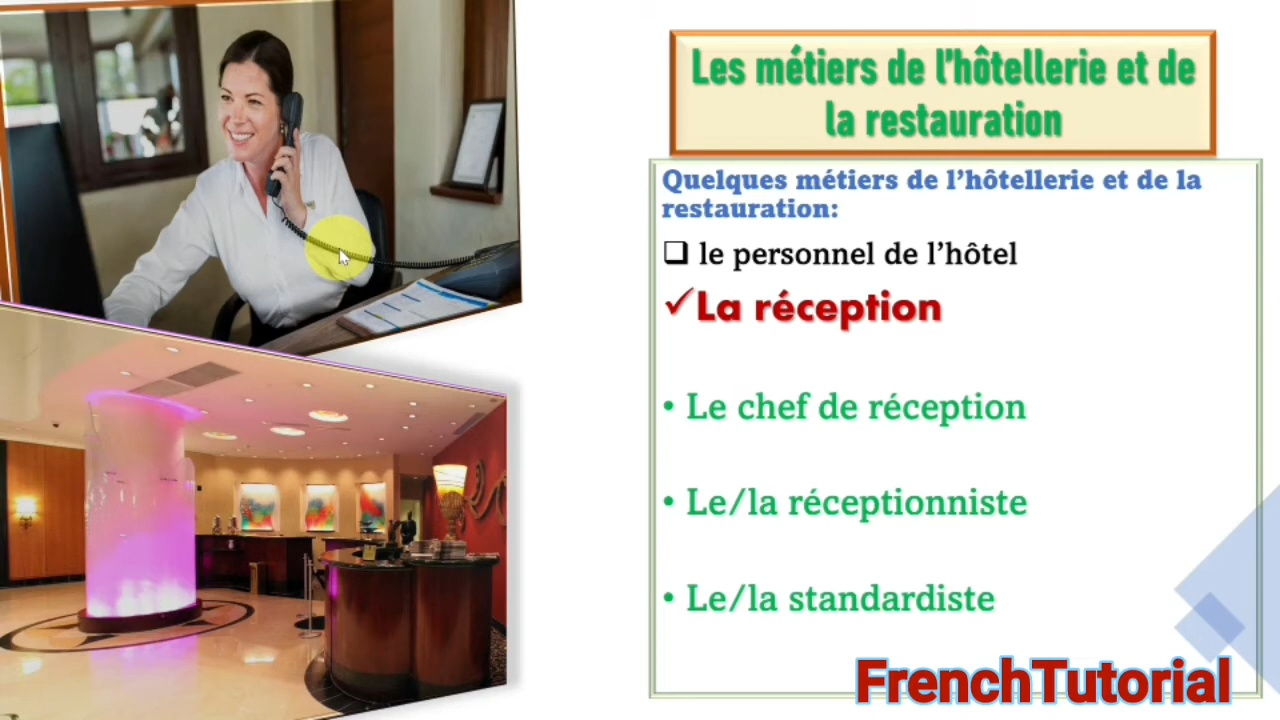 Les métiers de l'hôtellerie et de
la restauration
Quelques métiers de l'hôtellerie et de la
restauration:
❑ le personnel de l'hôtel
✓La réception
• Le chef de réception
• Le/la réceptionniste
• Le/la standardiste
FrenchTutorial